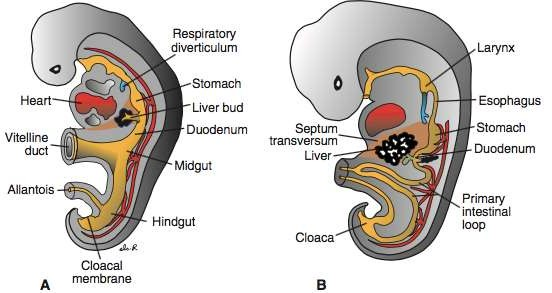 Respiratory
diverticulum
Stomach
Heart
Liver bud
Duodenum
Vitelline
duct
Midgut
Allantois
Hindgut
Cloacal
membrane
A
Larynx
Esophagus
Septum
transversum
Stomach
Liver
Duodenum
Primary
intestinal
loop
Cloaca
B